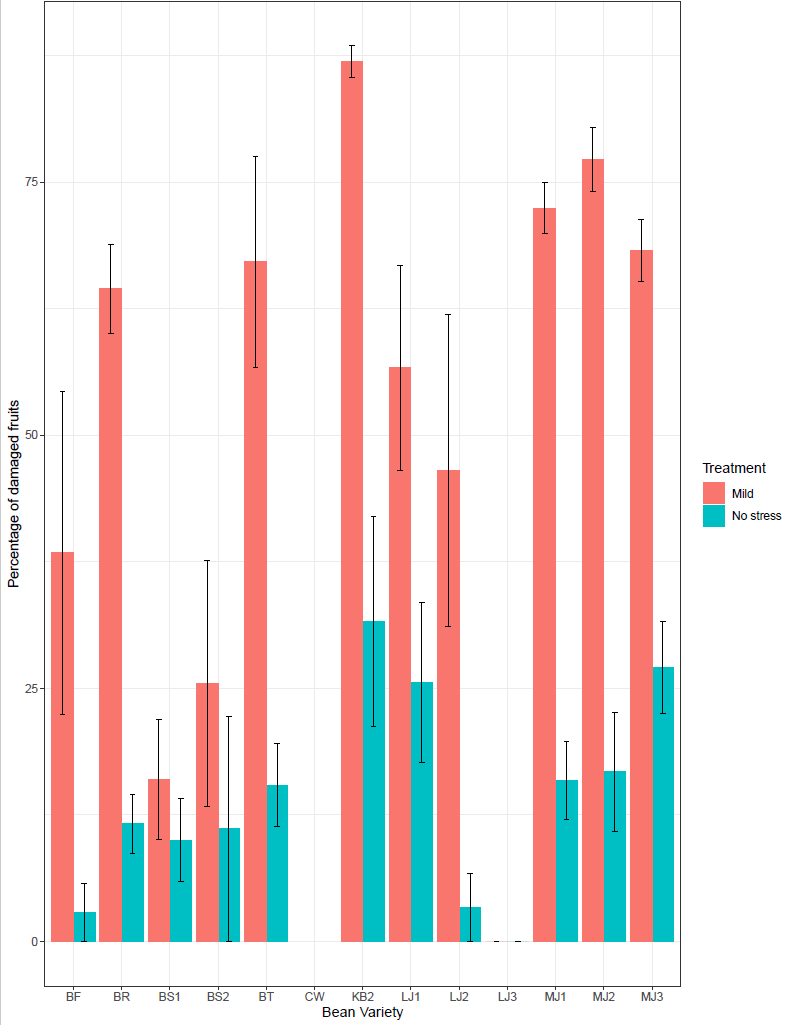 75
50
25
0
Percentage of damaged fruits
BF BR BS1 BS2 BT CW KB2 LJ1 LJ2 LJ3 MJ1 MJ2 MJ3
Bean Variety
Treatment
Mild
No stress